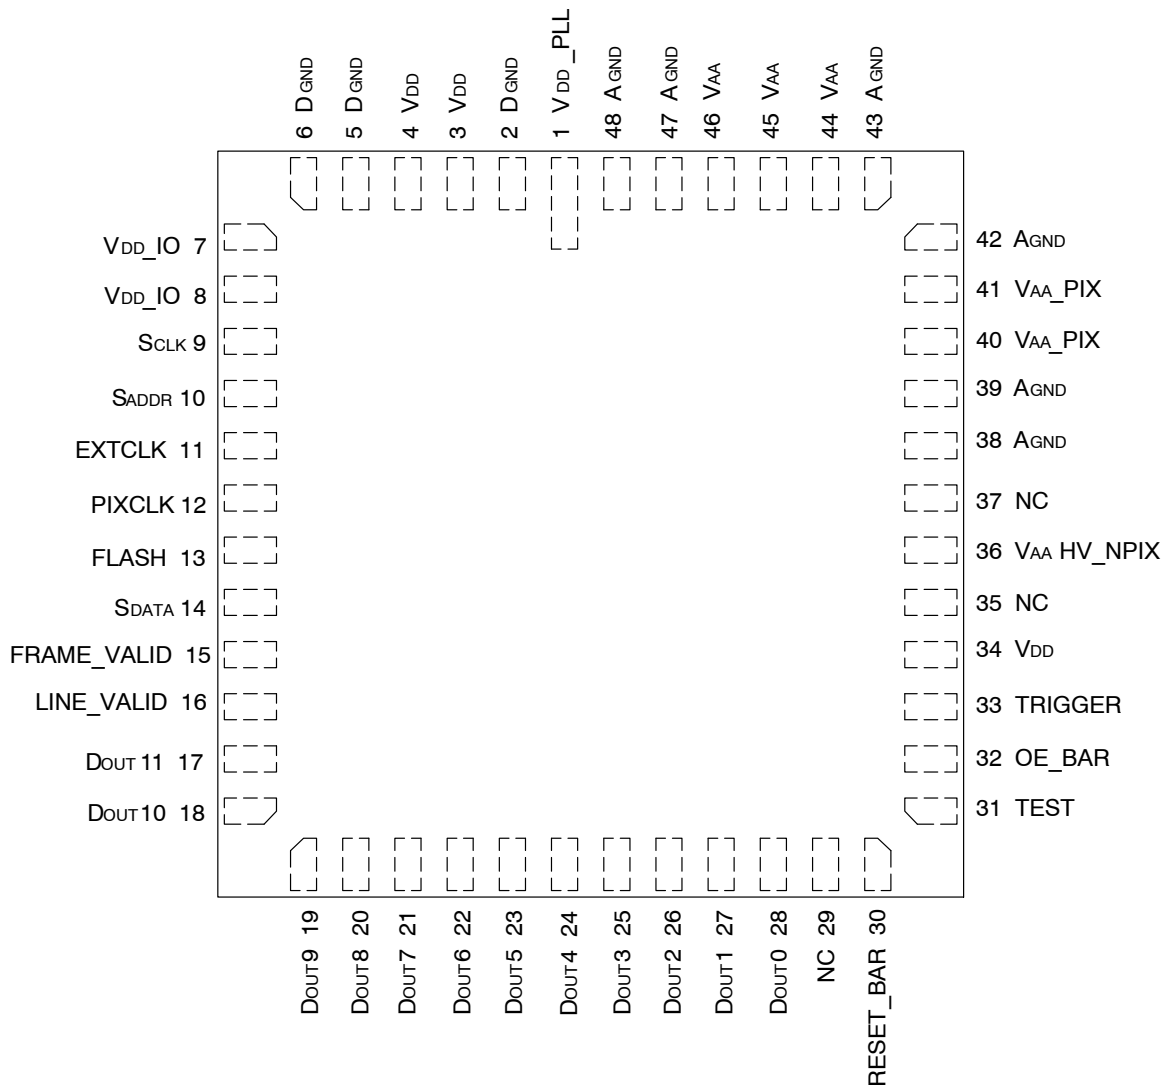 6 DGND
5 DGND
4 VDD
3 VDD
2 DGND
1 VDD_PLL
48 AGND
47 AGND
46 VAA
45 VAA
44 VAA
43 AGND
VDD_IO 7
VDD_IO 8
SCLK 9
SADDR 10
EXTCLK 11
PIXCLK 12
FLASH 13
SDATA 14
FRAME_VALID 15
LINE_VALID 16
DOUT 11 17
DOUT10 18
42 AGND
41 VAA_PIX
40 VAA_PIX
39 AGND
38 AGND
37 NC
36 VAA HV_NPIX
35 NC
34 VDD
33 TRIGGER
32 OE_BAR
31 TEST
DOUT9 19
DOUT8 20
DOUT7 21
DOUT6 22
DOUT5 23
DOUT4 24
DOUT3 25
DOUT2 26
DOUT1 27
DOUT0 28
NC 29
RESET_BAR 30